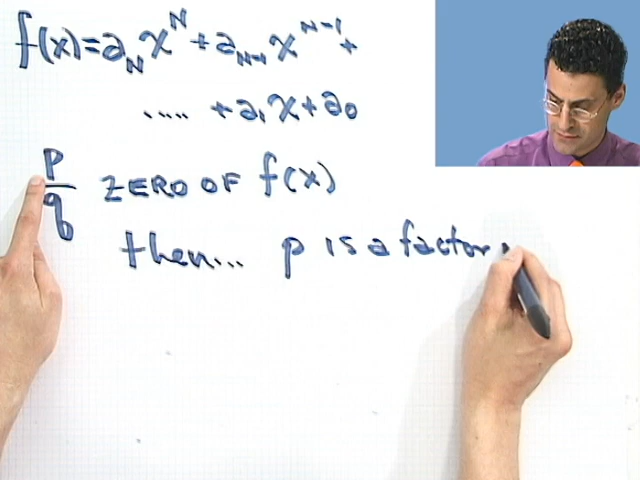 f(x)=a_N x^N + a_{N-1} x^{N-1} +
.... + a_1 x + a_0
p/q ZERO OF f(x)
then... p is a factor